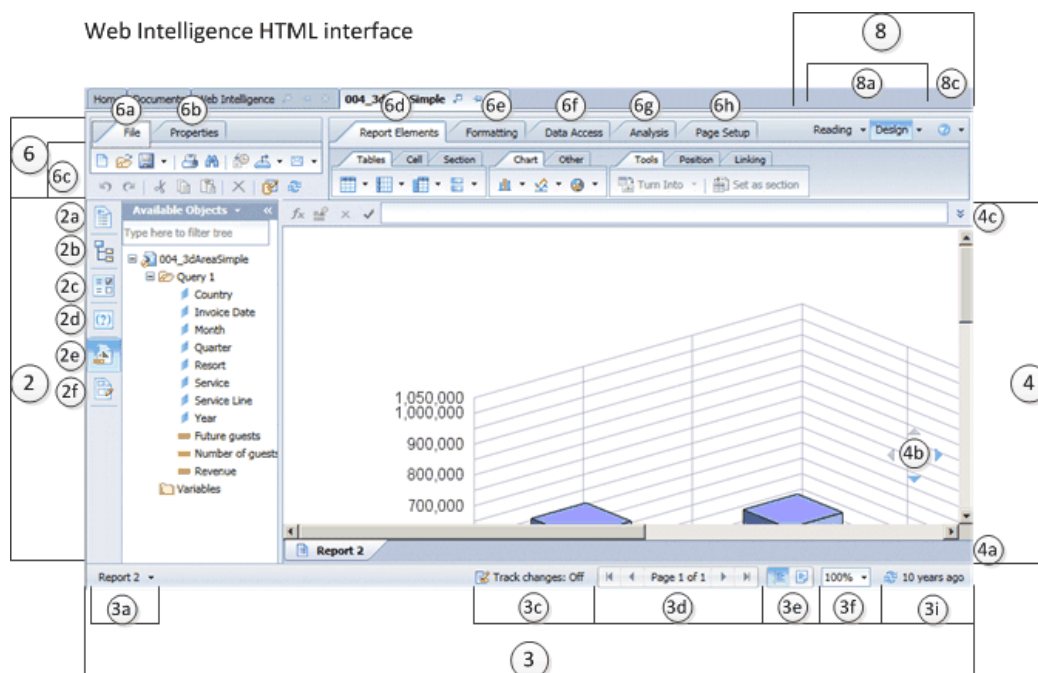 Web Intelligence HTML interface
8
8a 8c
Home Documents Web Intelligence 004_3dAreaSimple
6a 6b 6d 6e 6f 6g 6h
File Properties Report Elements Formatting Data Access Analysis Page Setup Reading Design
6
Tables Cell Section Chart Other Tools Position Linking
6c
Turn Into Set as section
2a Available Objects « 4c
Type here to filter tree
2b
004_3dAreaSimple
Query 1
2c
Country
Invoice Date
2d
Month
Quarter
2e
Resort
Service
2
2f
Service Line
Year
Future guests
Number of guests
Revenue
Variables
1,050,000
1,000,000
900,000
800,000
700,000
4
4b
Report 2
4a
Report 2 Track changes: Off Page 1 of 1 100% 10 years ago
3a 3c 3d 3e 3f 3i
3